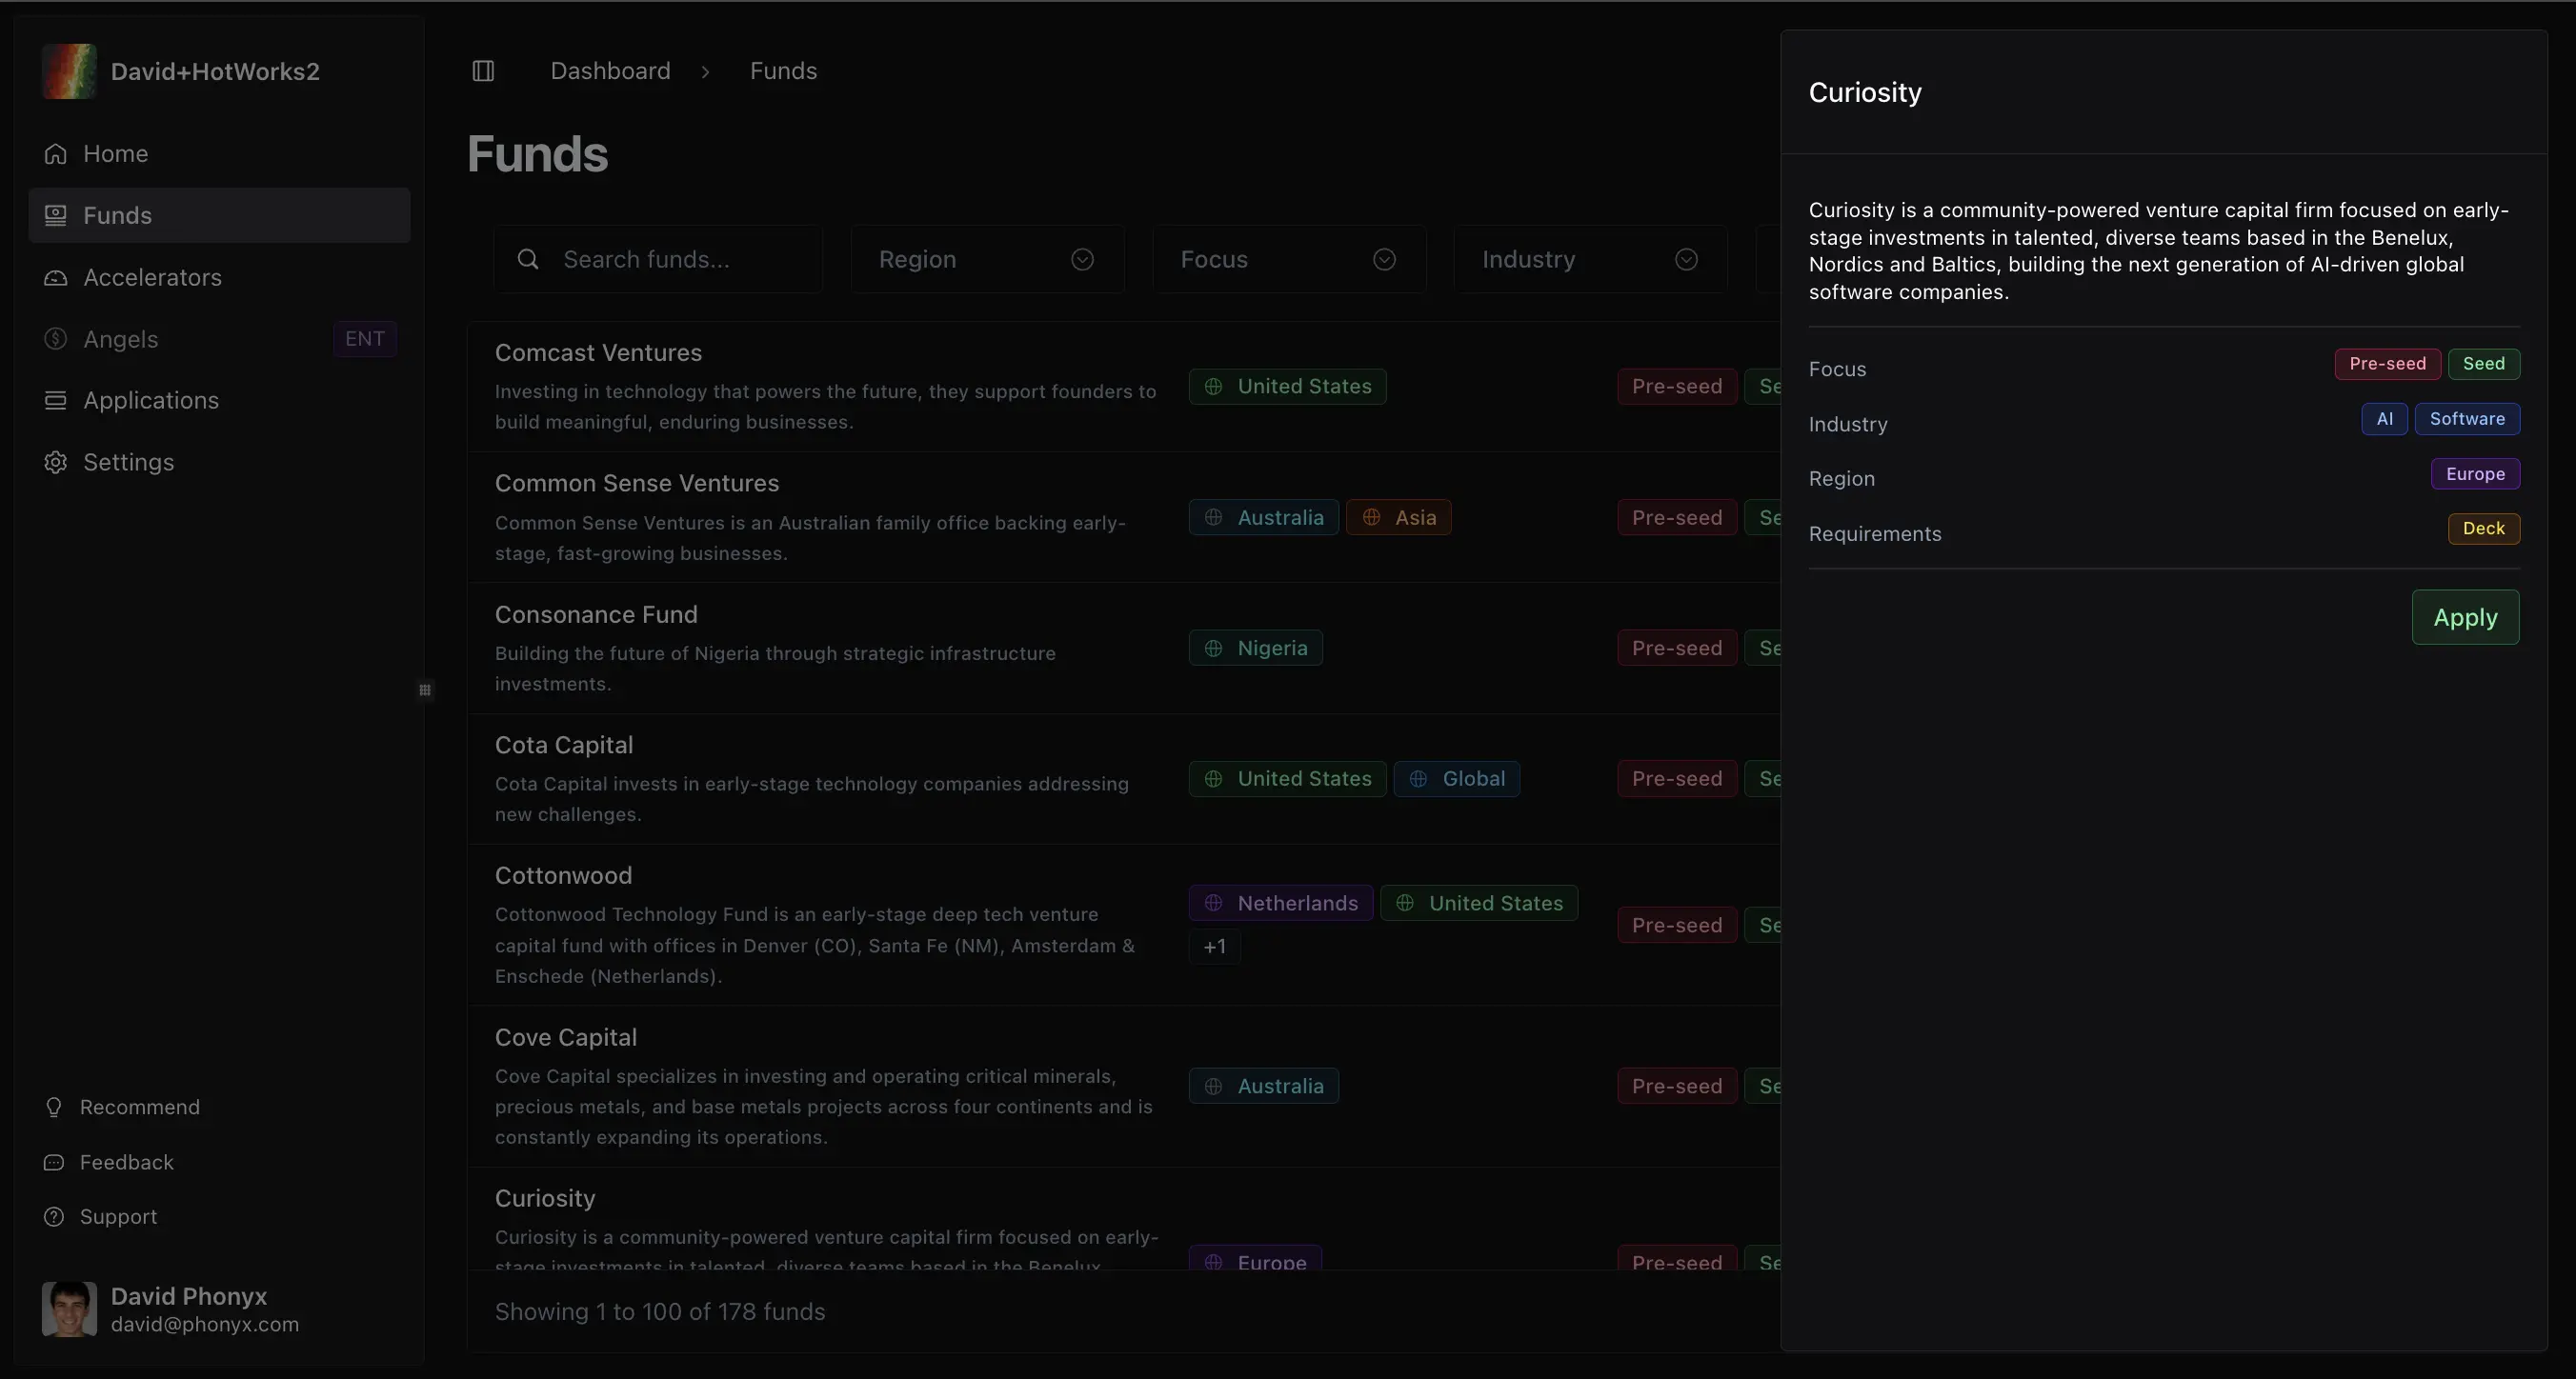 David+HotWorks2
Home
Funds
Accelerators
Angels
ENT
Applications
Settings
Recommend
Feedback
Support
David Phonyx
david@phonyx.com
Dashboard
Funds
Funds
Search funds...
Region
Focus
Industry
Comcast Ventures
Investing in technology that powers the future, they support founders to
build meaningful, enduring businesses.
United States
Pre-seed
Se
Common Sense Ventures
Common Sense Ventures is an Australian family office backing early-
stage, fast-growing businesses.
Australia
Asia
Pre-seed
Se
Consonance Fund
Building the future of Nigeria through strategic infrastructure
investments.
Nigeria
Pre-seed
Se
Cota Capital
Cota Capital invests in early-stage technology companies addressing
new challenges.
United States
Global
Pre-seed
Se
Cottonwood
Cottonwood Technology Fund is an early-stage deep tech venture
capital fund with offices in Denver (CO), Santa Fe (NM), Amsterdam &
Enschede (Netherlands).
Netherlands
United States
+1
Pre-seed
Se
Cove Capital
Cove Capital specializes in investing and operating critical minerals,
precious metals, and base metals projects across four continents and is
constantly expanding its operations.
Australia
Pre-seed
Se
Curiosity
Curiosity is a community-powered venture capital firm focused on early-
stage investments in talented, diverse teams based in the Benelux,
Europe
Pre-seed
Se
Showing 1 to 100 of 178 funds
Curiosity
Curiosity is a community-powered venture capital firm focused on early-
stage investments in talented, diverse teams based in the Benelux,
Nordics and Baltics, building the next generation of AI-driven global
software companies.
Focus
Pre-seed
Seed
Industry
AI
Software
Region
Europe
Requirements
Deck
Apply